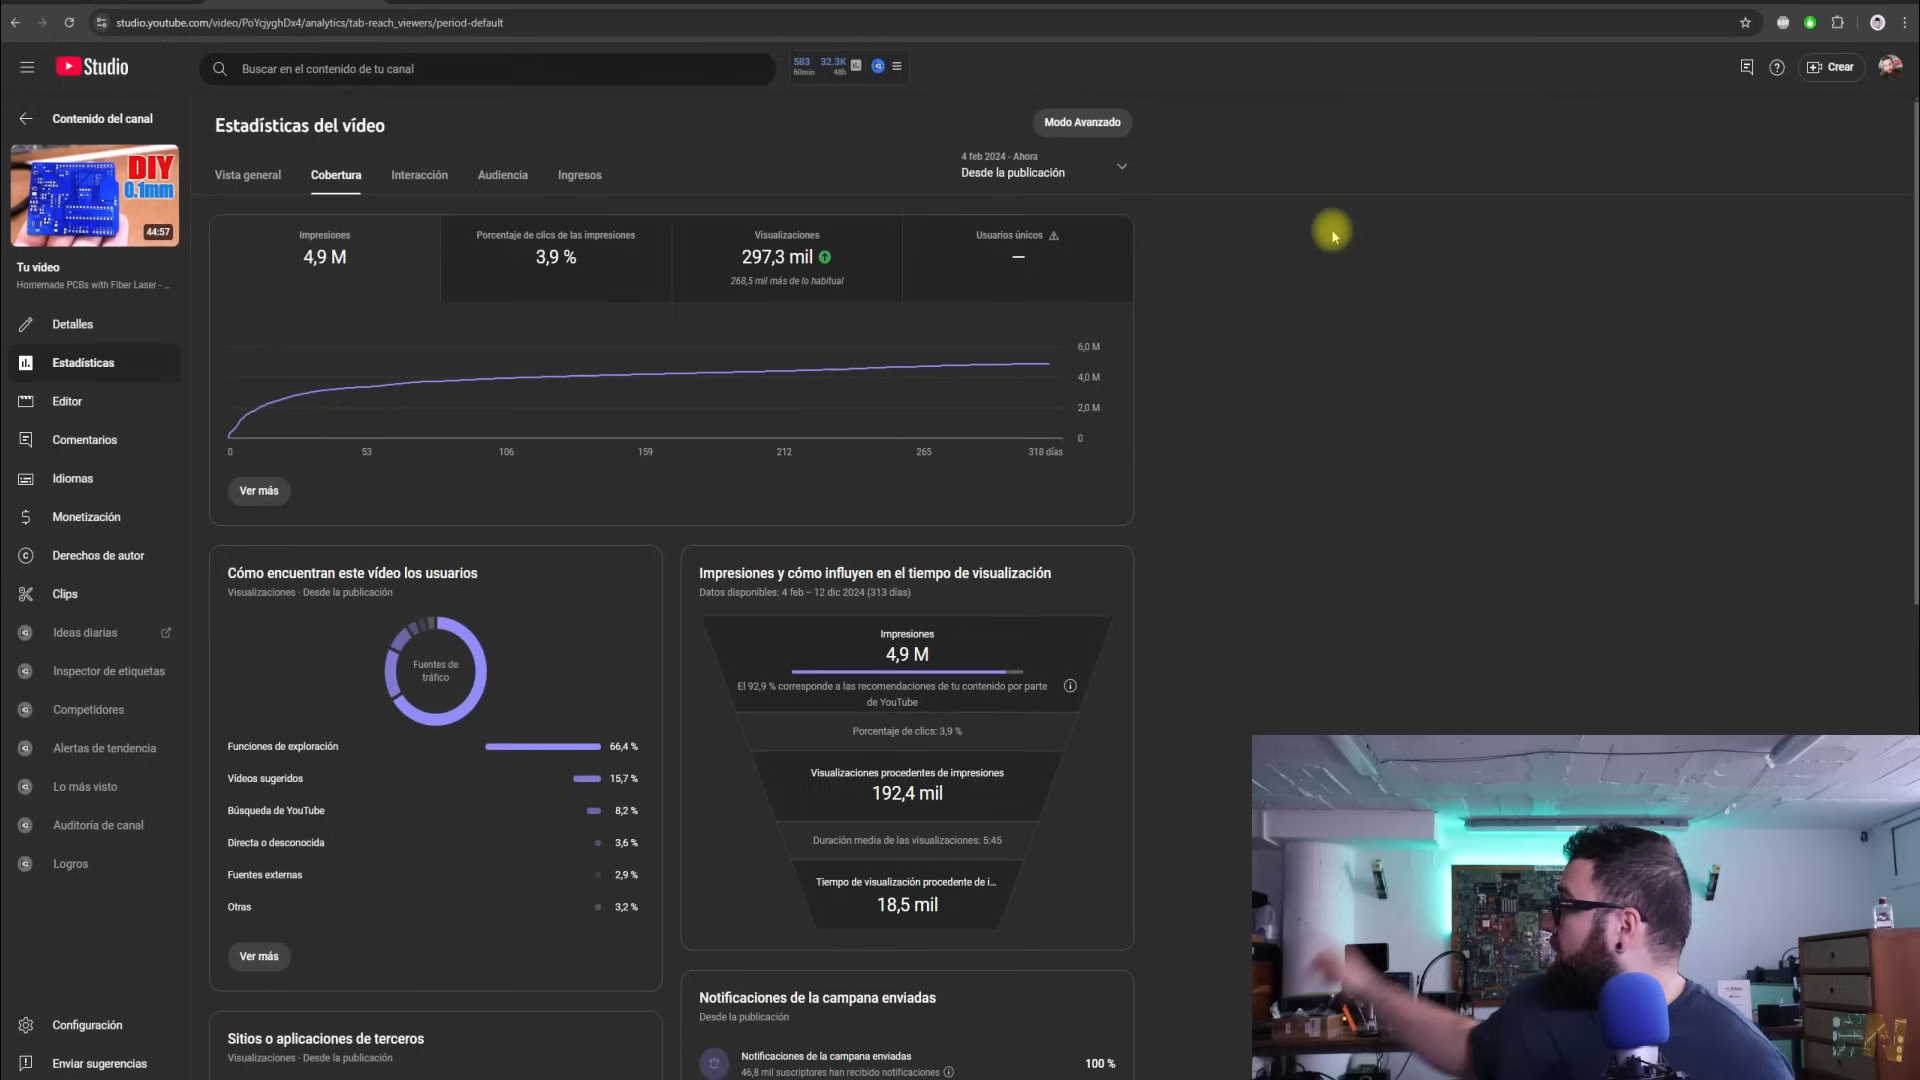 studio.youtube.com/video/PoYcjyghDx4/analytics/tab-reach_viewers/period-default
Studio
Buscar en el contenido de tu canal
583 32.3K
60min 48h
Crear
Contenido del canal
DIY
0.1mm
44:57
Tu vídeo
Homemade PCBs with Fiber Laser - ...
Detalles
Estadísticas
Editor
Comentarios
Idiomas
Monetización
Derechos de autor
Clips
Ideas diarias
Inspector de etiquetas
Competidores
Alertas de tendencia
Lo más visto
Auditoría de canal
Logros
Configuración
Enviar sugerencias
Estadísticas del vídeo
Modo Avanzado
Vista general Cobertura Interacción Audiencia Ingresos
4 feb 2024 - Ahora
Desde la publicación
Impresiones
4,9 M
Porcentaje de clics de las impresiones
3,9 %
Visualizaciones
297,3 mil
268,5 mil más de lo habitual
Usuarios únicos
—
6,0 M
4,0 M
2,0 M
0
0 53 106 159 212 265 318 días
Ver más
Cómo encuentran este vídeo los usuarios
Visualizaciones · Desde la publicación
Fuentes de
tráfico
Funciones de exploración 66,4 %
Vídeos sugeridos 15,7 %
Búsqueda de YouTube 8,2 %
Directa o desconocida 3,6 %
Fuentes externas 2,9 %
Otras 3,2 %
Ver más
Impresiones y cómo influyen en el tiempo de visualización
Datos disponibles: 4 feb – 12 dic 2024 (313 días)
Impresiones
4,9 M
El 92,9 % corresponde a las recomendaciones de tu contenido por parte
de YouTube
Porcentaje de clics: 3,9 %
Visualizaciones procedentes de impresiones
192,4 mil
Duración media de las visualizaciones: 5:45
Tiempo de visualización procedente de i...
18,5 mil
Notificaciones de la campana enviadas
Desde la publicación
Notificaciones de la campana enviadas
46,8 mil suscriptores han recibido notificaciones
100 %
Sitios o aplicaciones de terceros
Visualizaciones · Desde la publicación